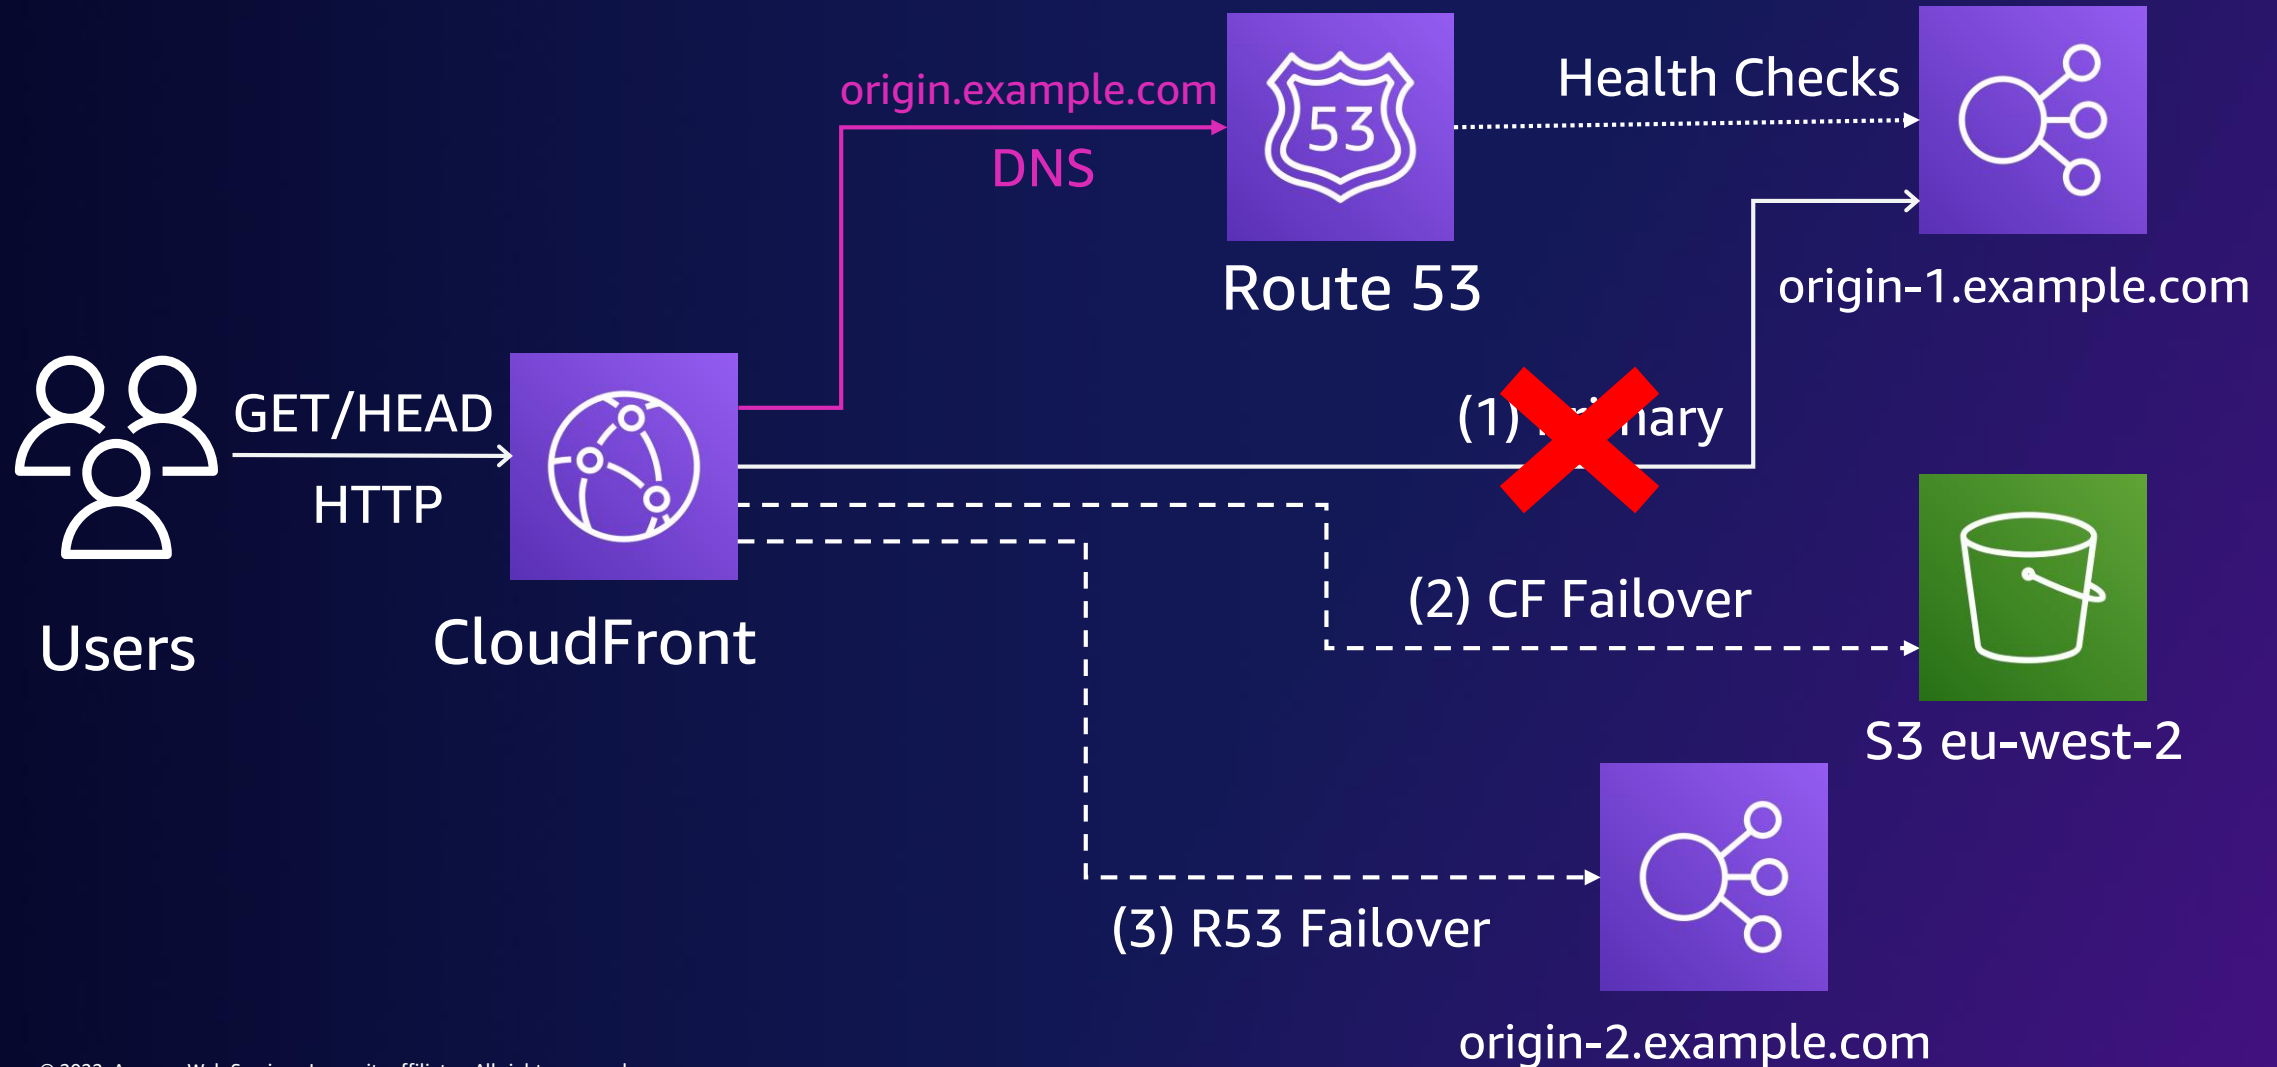 origin.example.com
DNS
53
Route 53
Health Checks
origin-1.example.com
GET/HEAD
HTTP
Users
CloudFront
(1)
(2) CF Failover
S3 eu-west-2
(3) R53 Failover
origin-2.example.com